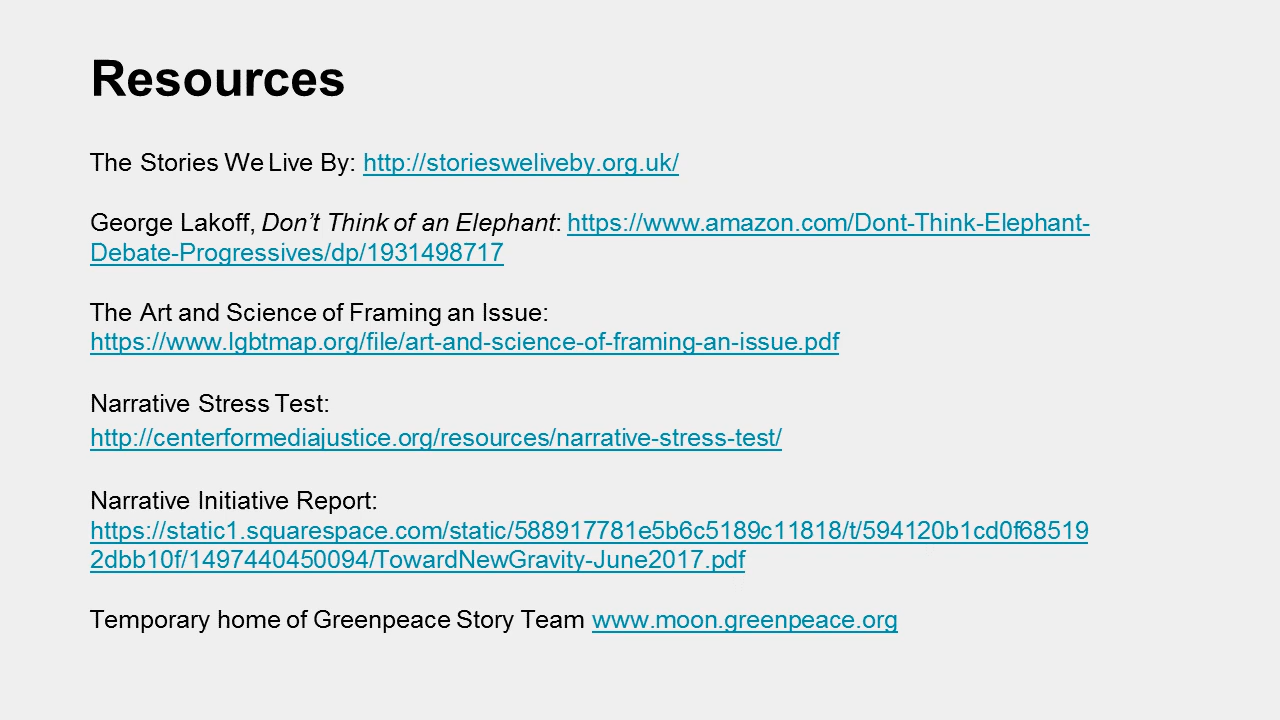 Resources
The Stories We Live By: http://storiesweliveby.org.uk/
George Lakoff, Don’t Think of an Elephant: https://www.amazon.com/Dont-Think-Elephant-
Debate-Progressives/dp/1931498717
The Art and Science of Framing an Issue:
https://www.lgbtmap.org/file/art-and-science-of-framing-an-issue.pdf
Narrative Stress Test:
http://centerformediajustice.org/resources/narrative-stress-test/
Narrative Initiative Report:
https://static1.squarespace.com/static/588917781e5b6c5189c11818/t/594120b1cd0f68519
2dbb10f/1497440450094/TowardNewGravity-June2017.pdf
Temporary home of Greenpeace Story Team www.moon.greenpeace.org